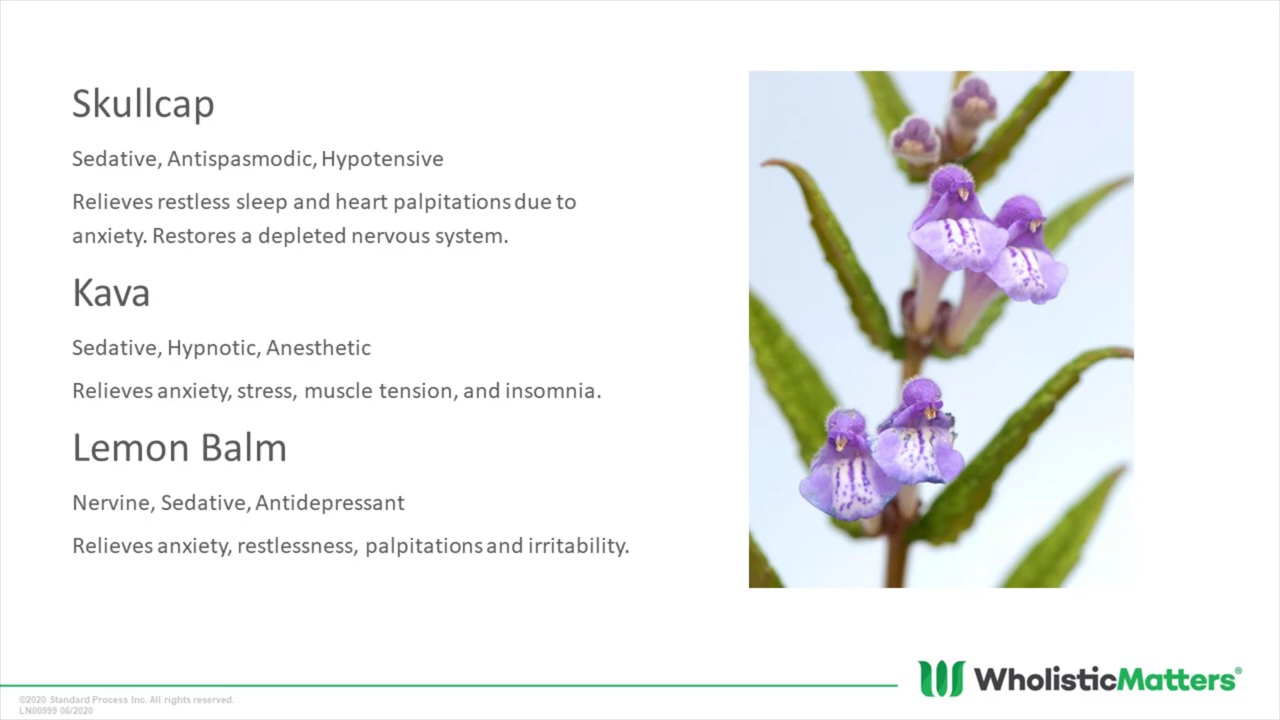 Skullcap
Sedative, Antispasmodic, Hypotensive
Relieves restless sleep and heart palpitations due to
anxiety. Restores a depleted nervous system.
Kava
Sedative, Hypnotic, Anesthetic
Relieves anxiety, stress, muscle tension, and insomnia.
Lemon Balm
Nervine, Sedative, Antidepressant
Relieves anxiety, restlessness, palpitations and irritability.
©2020 Standard Process Inc. All rights reserved.
LN00999 06/2020
WholisticMatters®